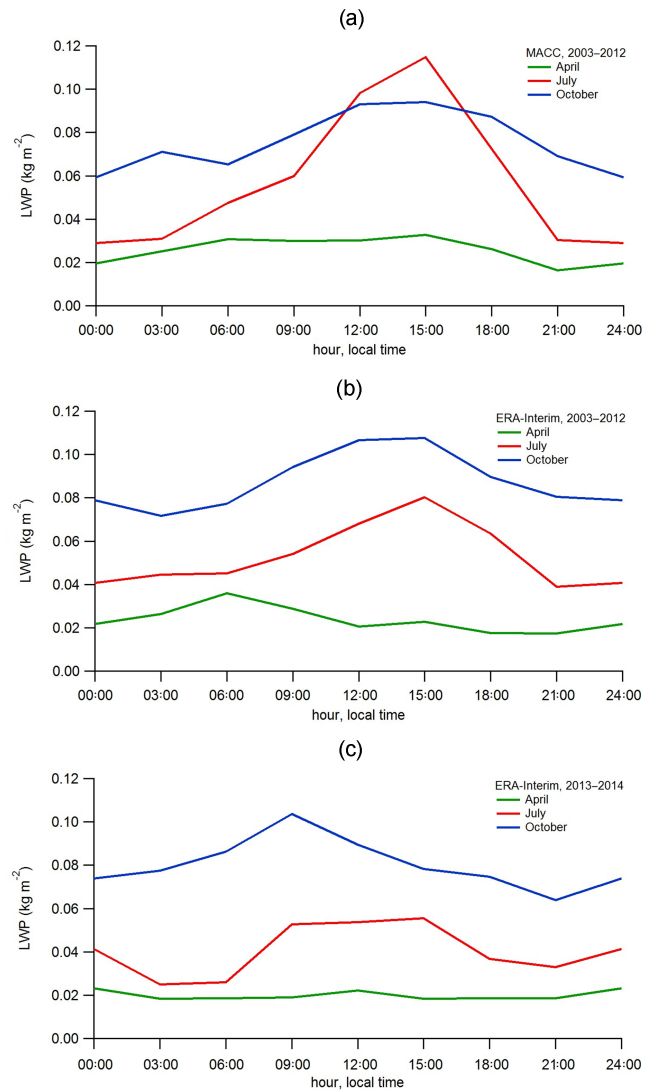 (a)
MACC, 2003–2012
April
July
October
0.12
0.10
0.08
0.06
0.04
0.02
0.00
LWP (kg m⁻²)
00:00 03:00 06:00 09:00 12:00 15:00 18:00 21:00 24:00
hour, local time
(b)
ERA-Interim, 2003–2012
April
July
October
0.12
0.10
0.08
0.06
0.04
0.02
0.00
LWP (kg m⁻²)
00:00 03:00 06:00 09:00 12:00 15:00 18:00 21:00 24:00
hour, local time
(c)
ERA-Interim, 2013–2014
April
July
October
0.12
0.10
0.08
0.06
0.04
0.02
0.00
LWP (kg m⁻²)
00:00 03:00 06:00 09:00 12:00 15:00 18:00 21:00 24:00
hour, local time